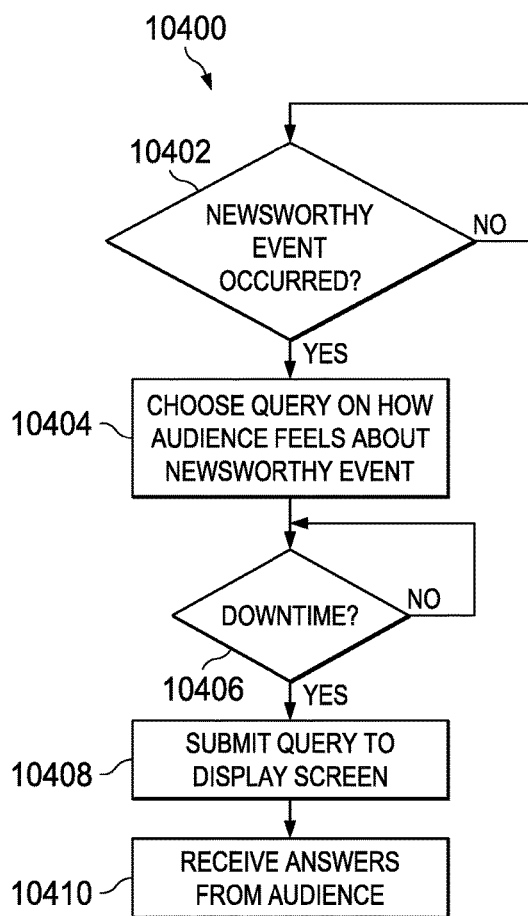 10400
10402
NEWSWORTHY
EVENT
OCCURRED?
NO
YES
10404
CHOOSE QUERY ON HOW
AUDIENCE FEELS ABOUT
NEWSWORTHY EVENT
DOWNTIME?
NO
10406
YES
10408
SUBMIT QUERY TO
DISPLAY SCREEN
10410
RECEIVE ANSWERS
FROM AUDIENCE